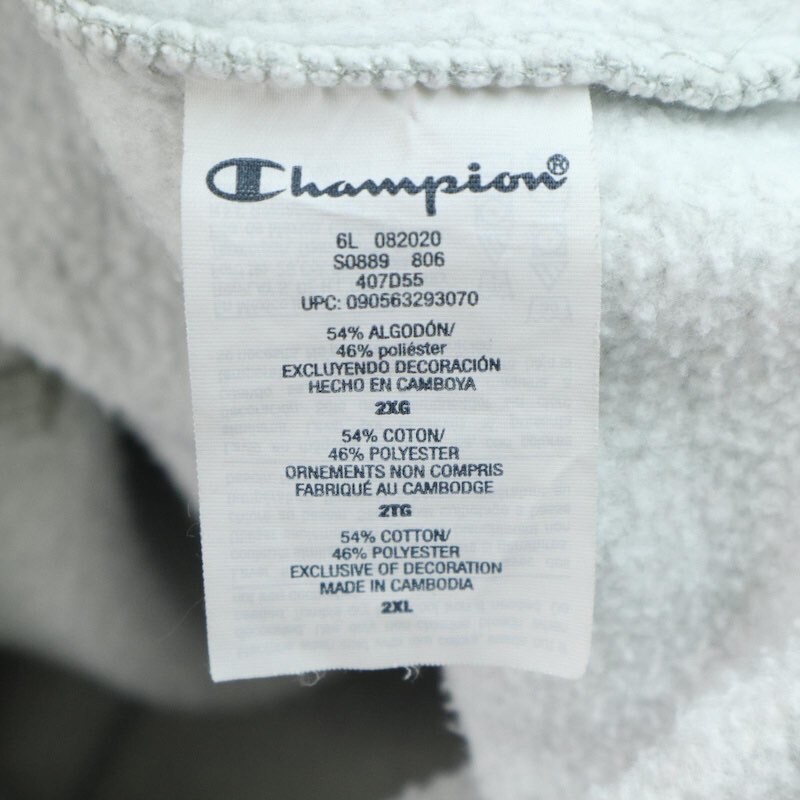 Champion®
6L 082020
S0889 806
407D55
UPC: 090563293070
54% ALGODÓN/
46% poliéster
EXCLUYENDO DECORACIÓN
HECHO EN CAMBOYA
2XG
54% COTON/
46% POLYESTER
ORNEMENTS NON COMPRIS
FABRIQUÉ AU CAMBODGE
2TG
54% COTTON/
46% POLYESTER
EXCLUSIVE OF DECORATION
MADE IN CAMBODIA
2XL